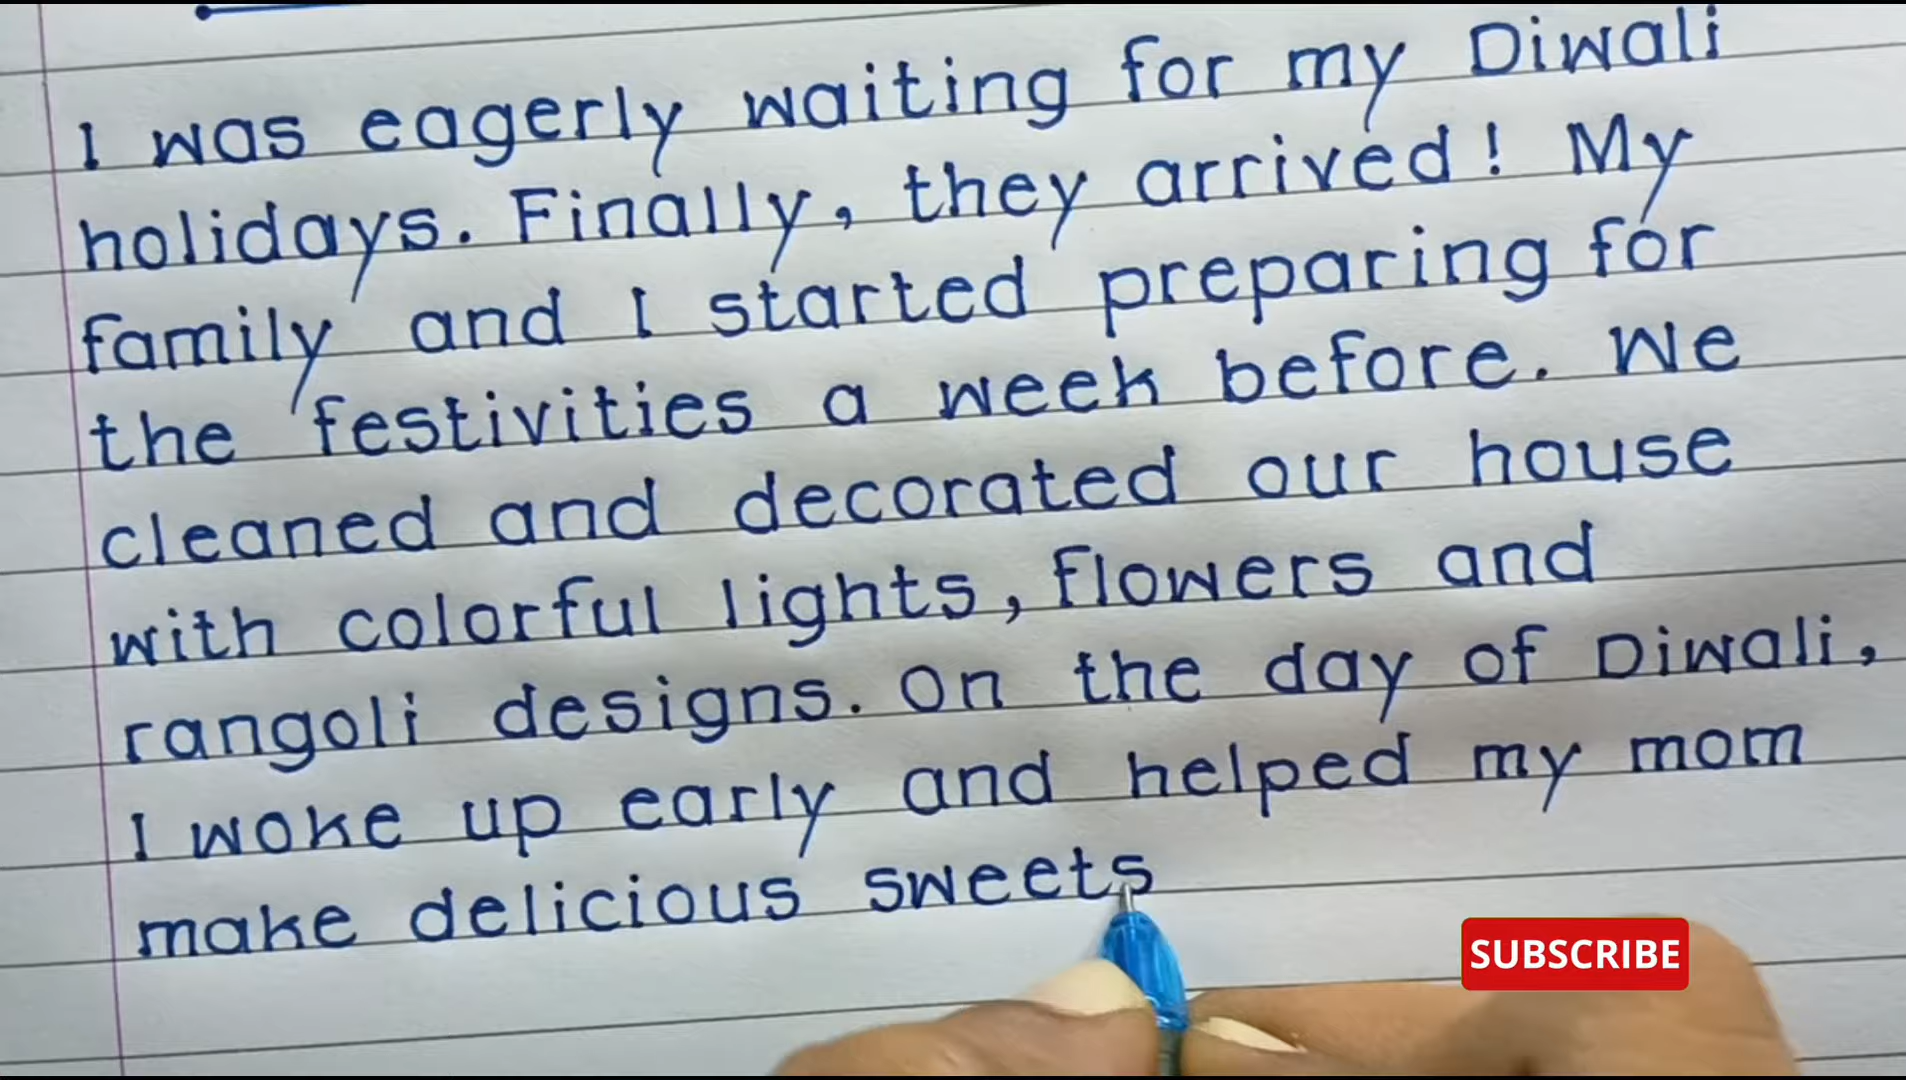 I was eagerly waiting for my Diwali
holidays. Finally, they arrived! My
family and I started preparing for
the festivities a week before. We
cleaned and decorated our house
with colorful lights, flowers and
rangoli designs. On the day of Diwali,
I woke up early and helped my mom
make delicious sweets
SUBSCRIBE